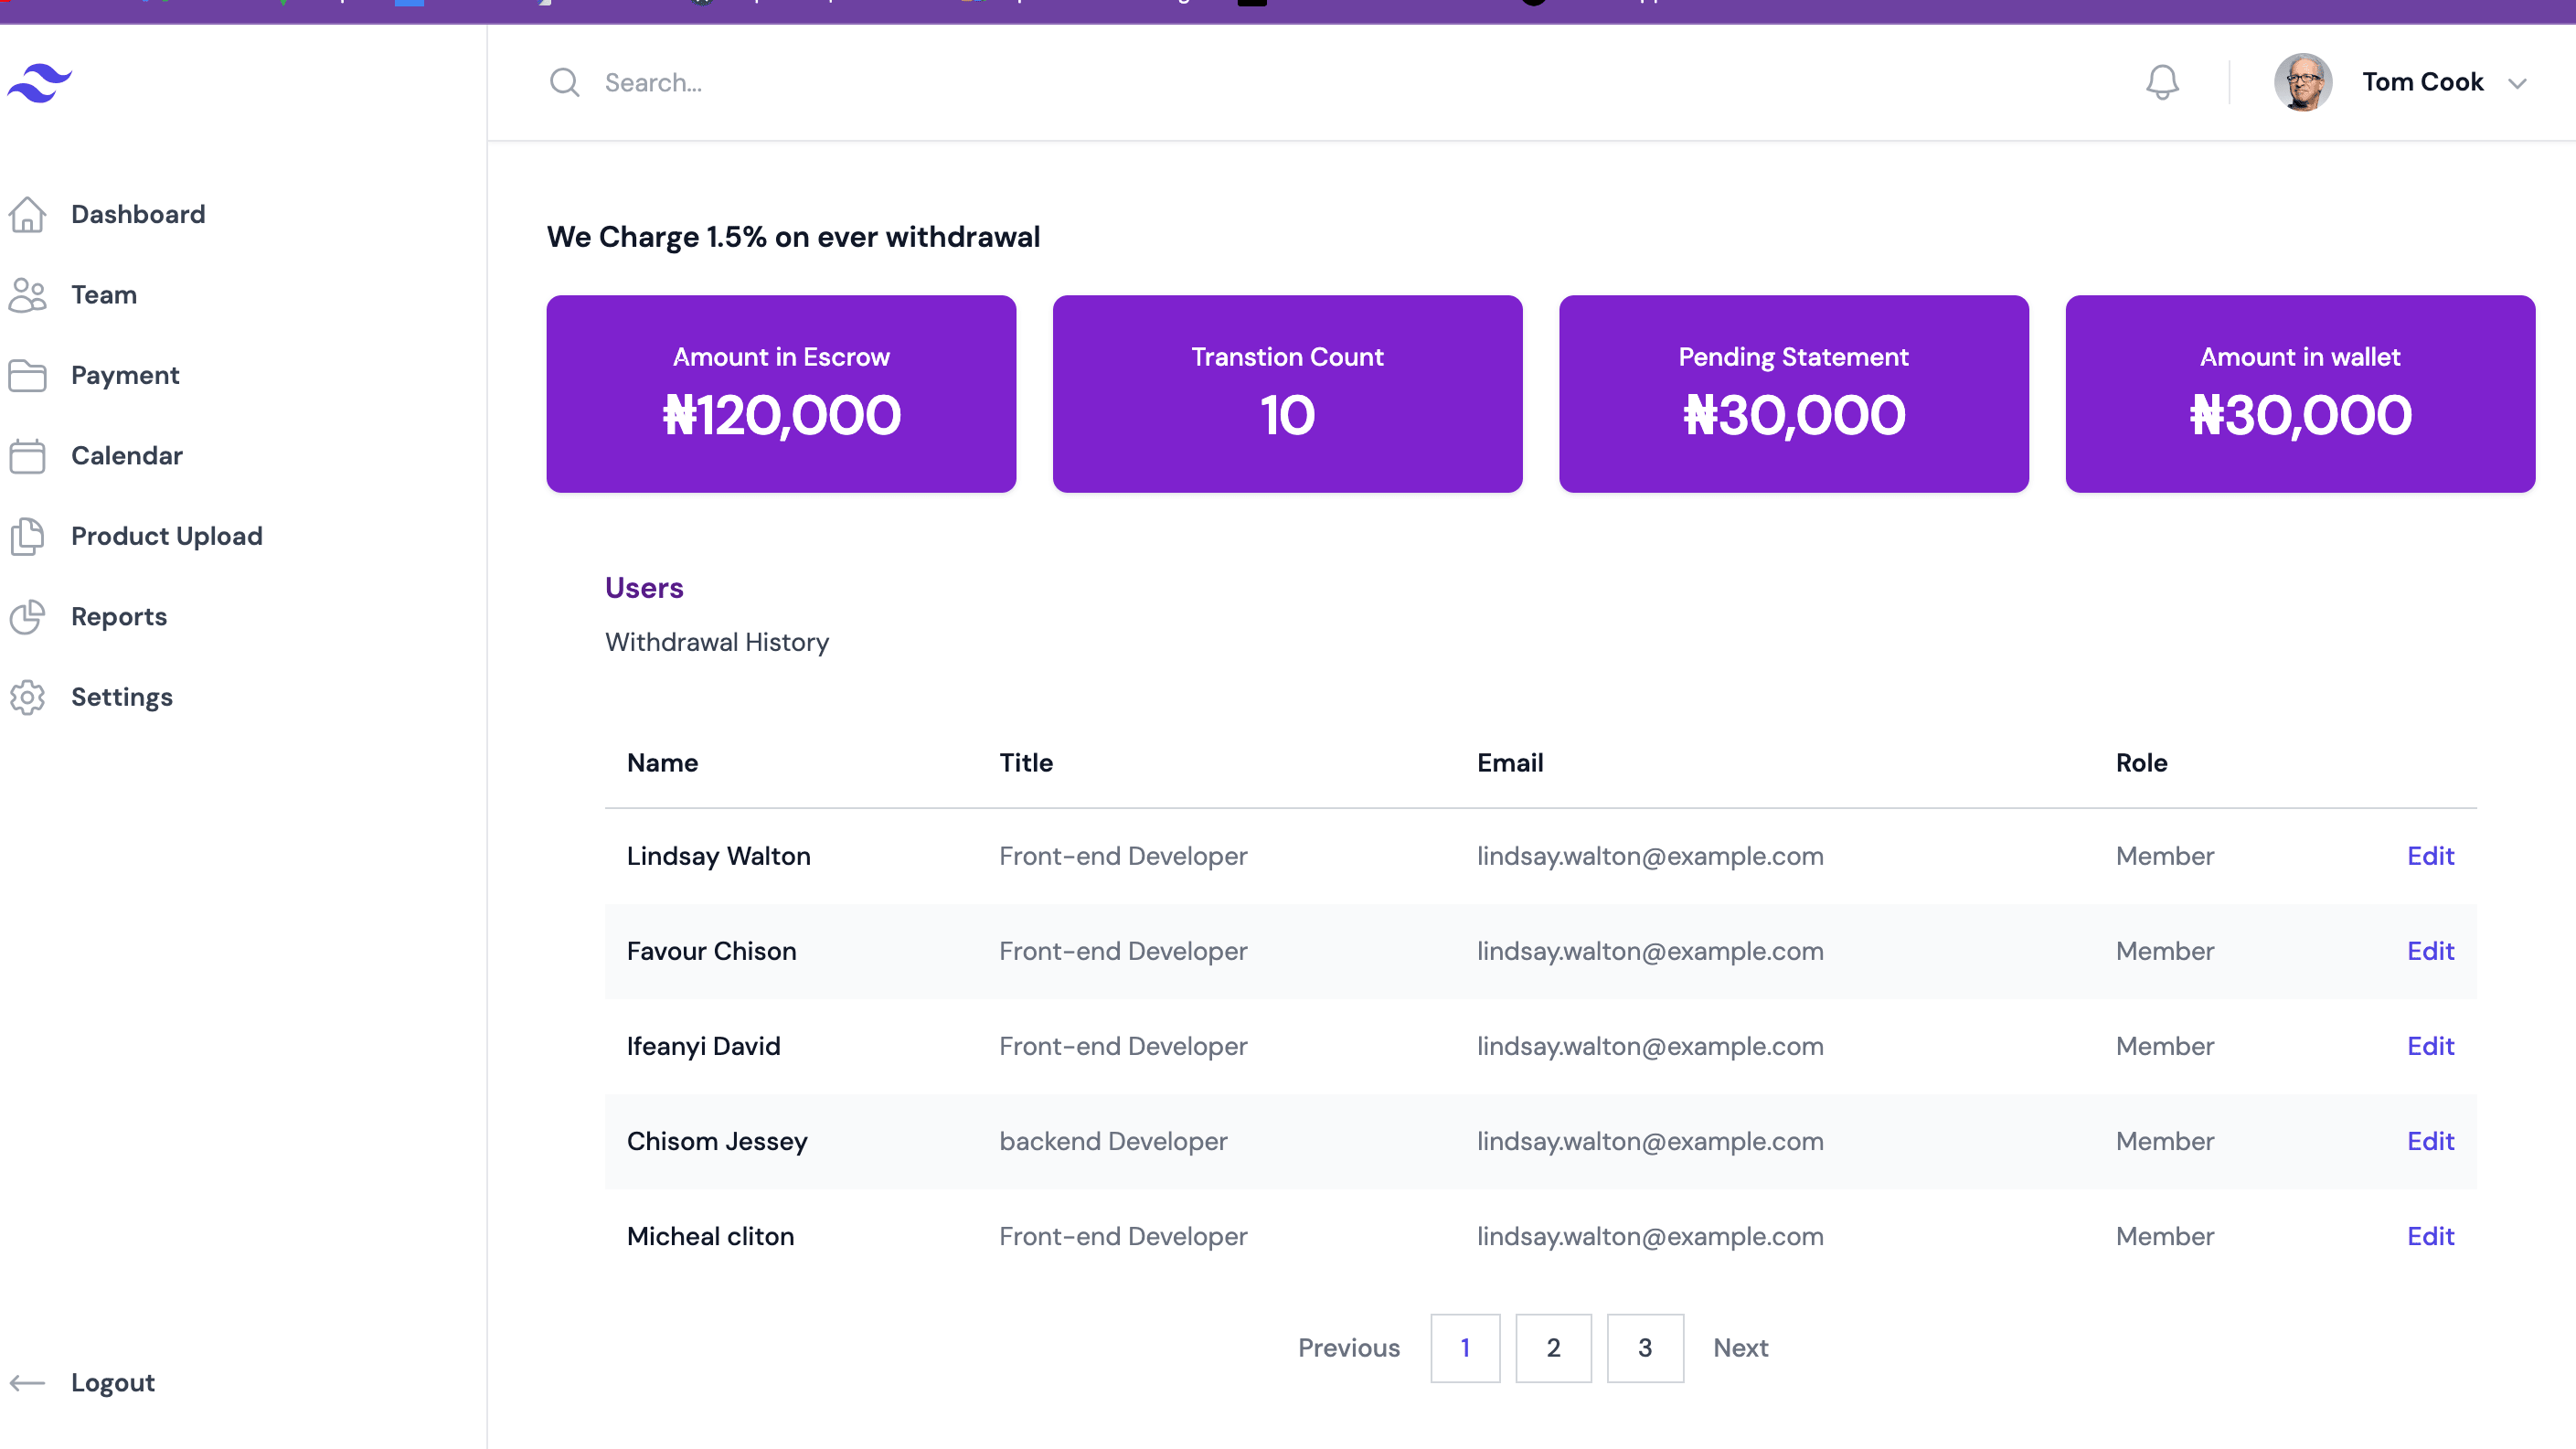 Search...
Tom Cook
Dashboard
Team
Payment
Calendar
Product Upload
Reports
Settings
Logout
We Charge 1.5% on ever withdrawal
Amount in Escrow
₦120,000
Transtion Count
10
Pending Statement
₦30,000
Amount in wallet
₦30,000
Users
Withdrawal History
Name Title Email Role
Lindsay Walton Front-end Developer lindsay.walton@example.com Member Edit
Favour Chison Front-end Developer lindsay.walton@example.com Member Edit
Ifeanyi David Front-end Developer lindsay.walton@example.com Member Edit
Chisom Jessey backend Developer lindsay.walton@example.com Member Edit
Micheal cliton Front-end Developer lindsay.walton@example.com Member Edit
Previous 1 2 3 Next